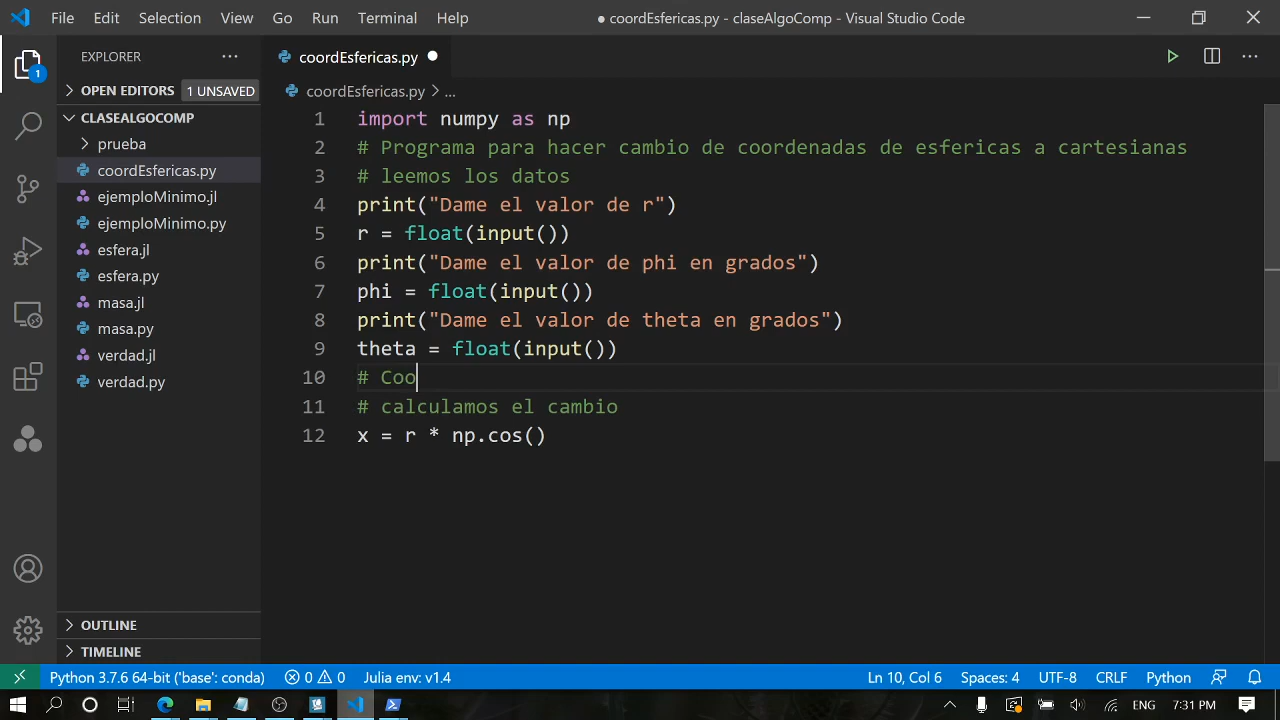 File Edit Selection View Go Run Terminal Help ● coordEsfericas.py - claseAlgoComp - Visual Studio Code
EXPLORER ...
OPEN EDITORS 1 UNSAVED
CLASEALGOCOMP
prueba
coordEsfericas.py
ejemploMinimo.jl
ejemploMinimo.py
esfera.jl
esfera.py
masa.jl
masa.py
verdad.jl
verdad.py
OUTLINE
TIMELINE
1
coordEsfericas.py
coordEsfericas.py > ...
1 import numpy as np
2 # Programa para hacer cambio de coordenadas de esfericas a cartesianas
3 # leemos los datos
4 print("Dame el valor de r")
5 r = float(input())
6 print("Dame el valor de phi en grados")
7 phi = float(input())
8 print("Dame el valor de theta en grados")
9 theta = float(input())
10 # Coo
11 # calculamos el cambio
12 x = r * np.cos()
Python 3.7.6 64-bit ('base': conda) 0 0 Julia env: v1.4 Ln 10, Col 6 Spaces: 4 UTF-8 CRLF Python
ENG 7:31 PM